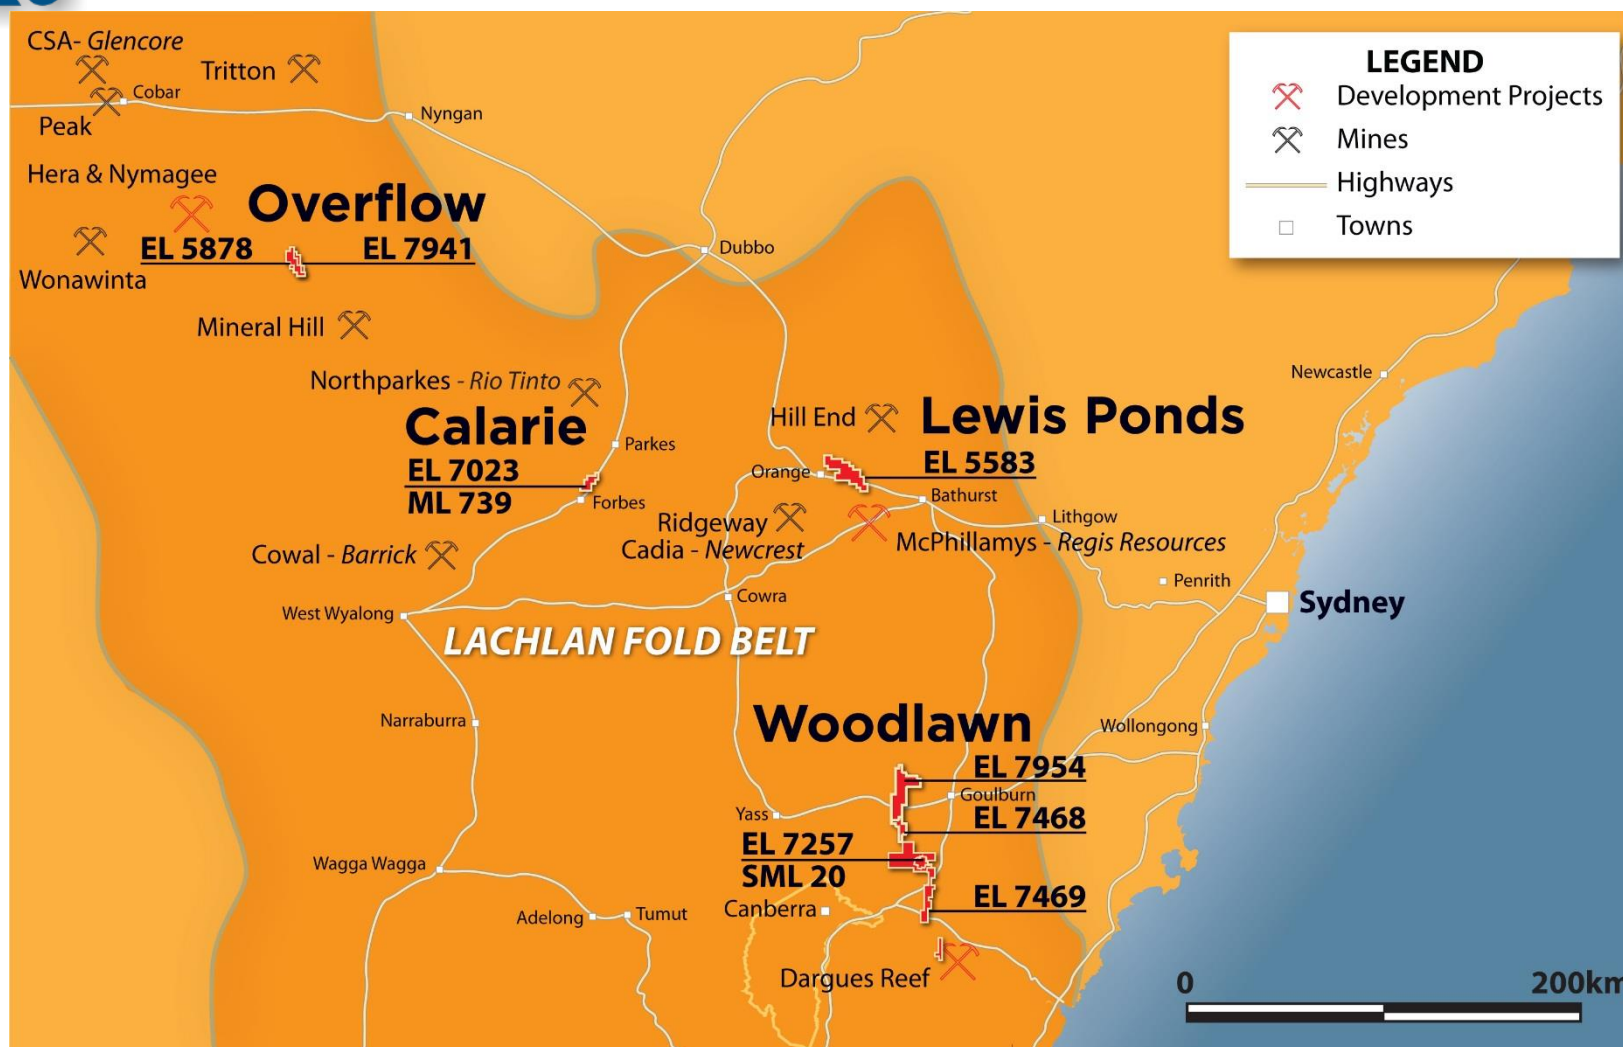 CSA- Glencore
Tritton
Cobar
Peak
Nyngan
Hera & Nymagee
Overflow
EL 5878
EL 7941
Wonawinta
Dubbo
Mineral Hill
Northparkes - Rio Tinto
Calarie
Parkes
EL 7023
ML 739
Forbes
Hill End
Lewis Ponds
EL 5583
Orange
Bathurst
Ridgeway
Cadia - Newcrest
Lithgow
McPhillamys - Regis Resources
Cowal - Barrick
Penrith
Newcastle
Sydney
Cowra
West Wyalong
LACHLAN FOLD BELT
Narraburra
Woodlawn
Wollongong
EL 7954
Goulburn
EL 7468
Yass
EL 7257
SML 20
EL 7469
Wagga Wagga
Canberra
Adelong
Tumut
Dargues Reef
LEGEND
Development Projects
Mines
Highways
Towns
0
200km